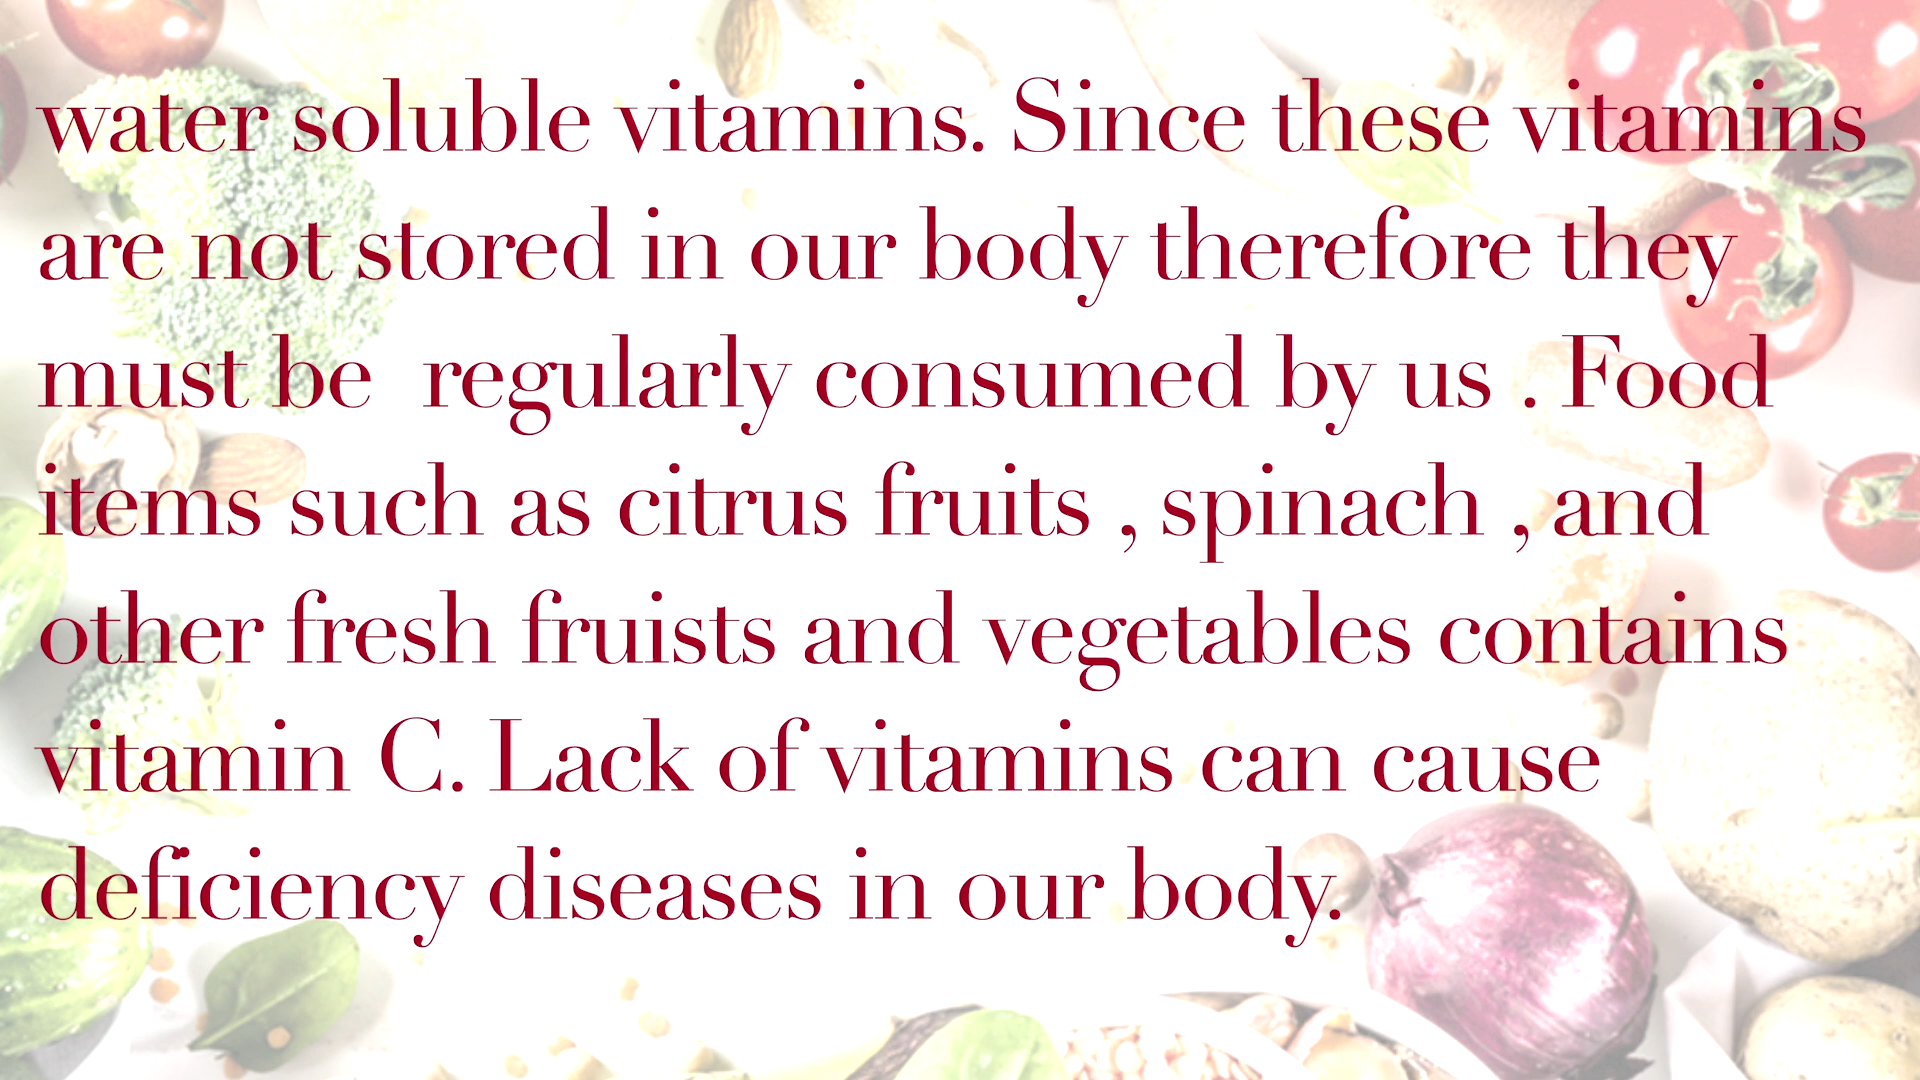 water soluble vitamins. Since these vitamins
are not stored in our body therefore they
must be  regularly consumed by us . Food
items such as citrus fruits , spinach , and
other fresh fruists and vegetables contains
vitamin C. Lack of vitamins can cause
deficiency diseases in our body.